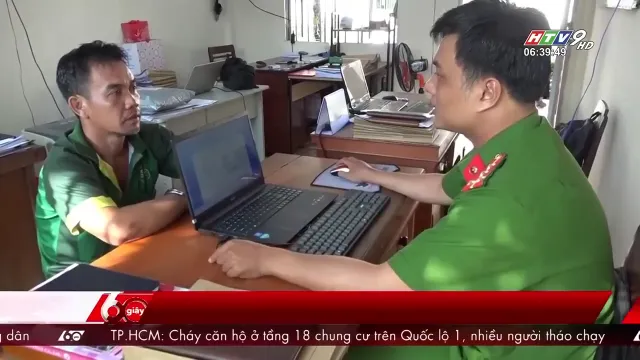 HTV9 HD
06:39:49
60 giây
g dân 60 TP.HCM: Cháy căn hộ ở tầng 18 chung cư trên Quốc lộ 1, nhiều người tháo chạy